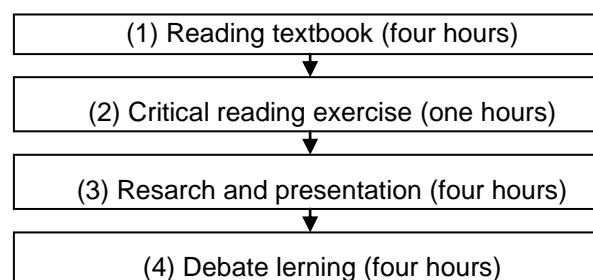 (1) Reading textbook (four hours)
(2) Critical reading exercise (one hours)
(3) Resarch and presentation (four hours)
(4) Debate lerning (four hours)